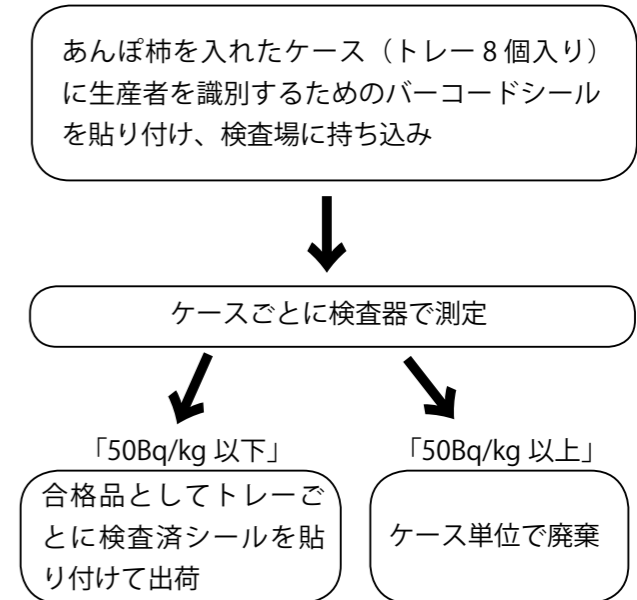 あんぽ柿を入れたケース（トレー 8 個入り）
に生産者を識別するためのバーコードシール
を貼り付け、検査場に持ち込み
ケースごとに検査器で測定
「50Bq/kg 以下」
「50Bq/kg 以上」
合格品としてトレーご
とに検査済シールを貼
り付けて出荷
ケース単位で廃棄